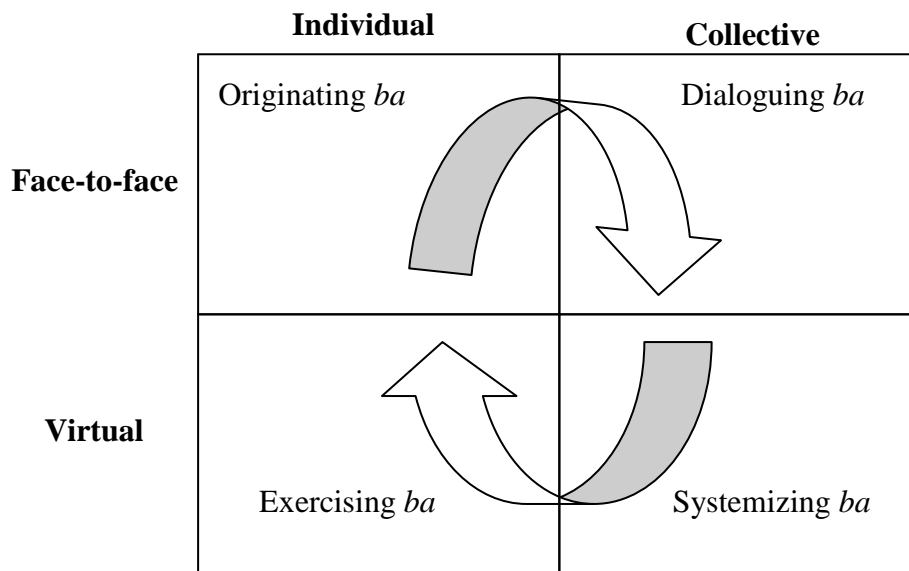 Individual
Collective
Originating ba
Dialoguing ba
Face-to-face
Virtual
Exercising ba
Systemizing ba